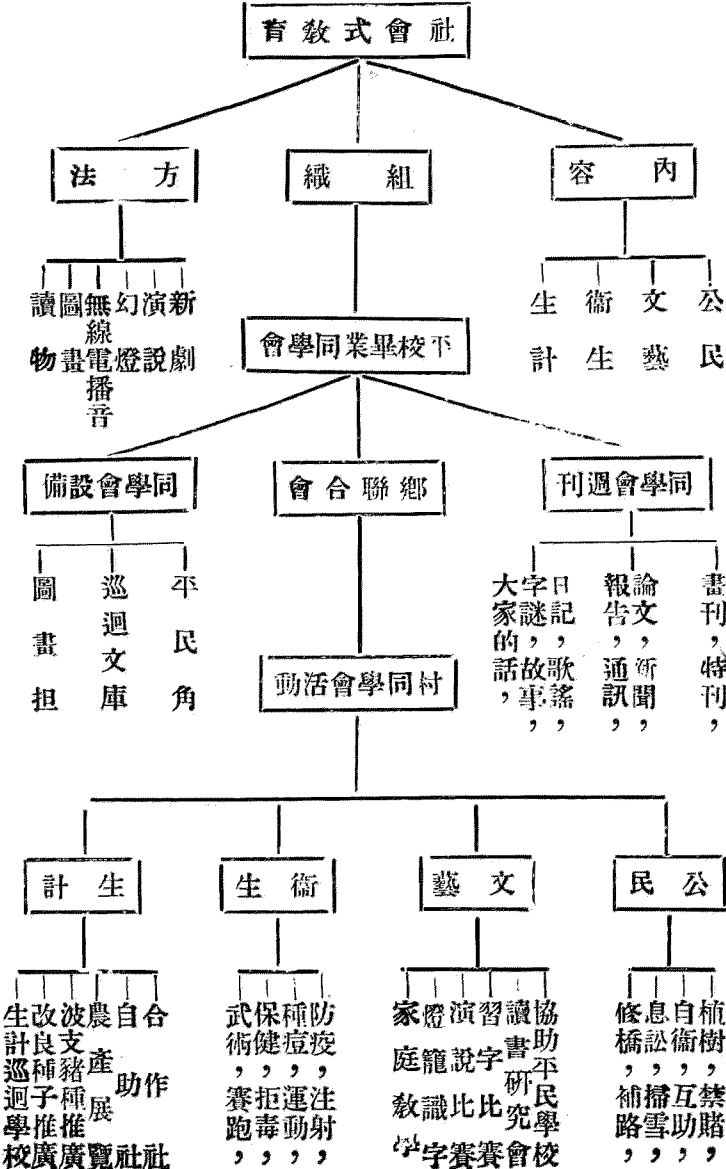 社會式教育
內容
組織
方法
公民
文藝
衞生
生計
新劇
演說
幻燈
無線電播音
圖畫
讀物
平校畢業同學會
同學會週刊
鄉聯合會
同學會設備
畫刊，特刊，
論文，新聞，
報告，通訊，
日記，歌謠，
字謎，故事，
大家的話，
平民角
巡迴文庫
圖畫担
村同學會活動
公民
文藝
衞生
生計
植樹，禁賭，
自衞，互助，
息訟，掃雪，
修橋，補路，
協助平民學校
讀書研究會
習字比賽
演說比賽
燈籠識字
家庭教學
防疫，注射，
種痘，運動，
保健，拒毒，
武術，賽跑，
合作社
自助社
農產展覽
波支豬種推廣
改良種子推廣
生計巡迴學校